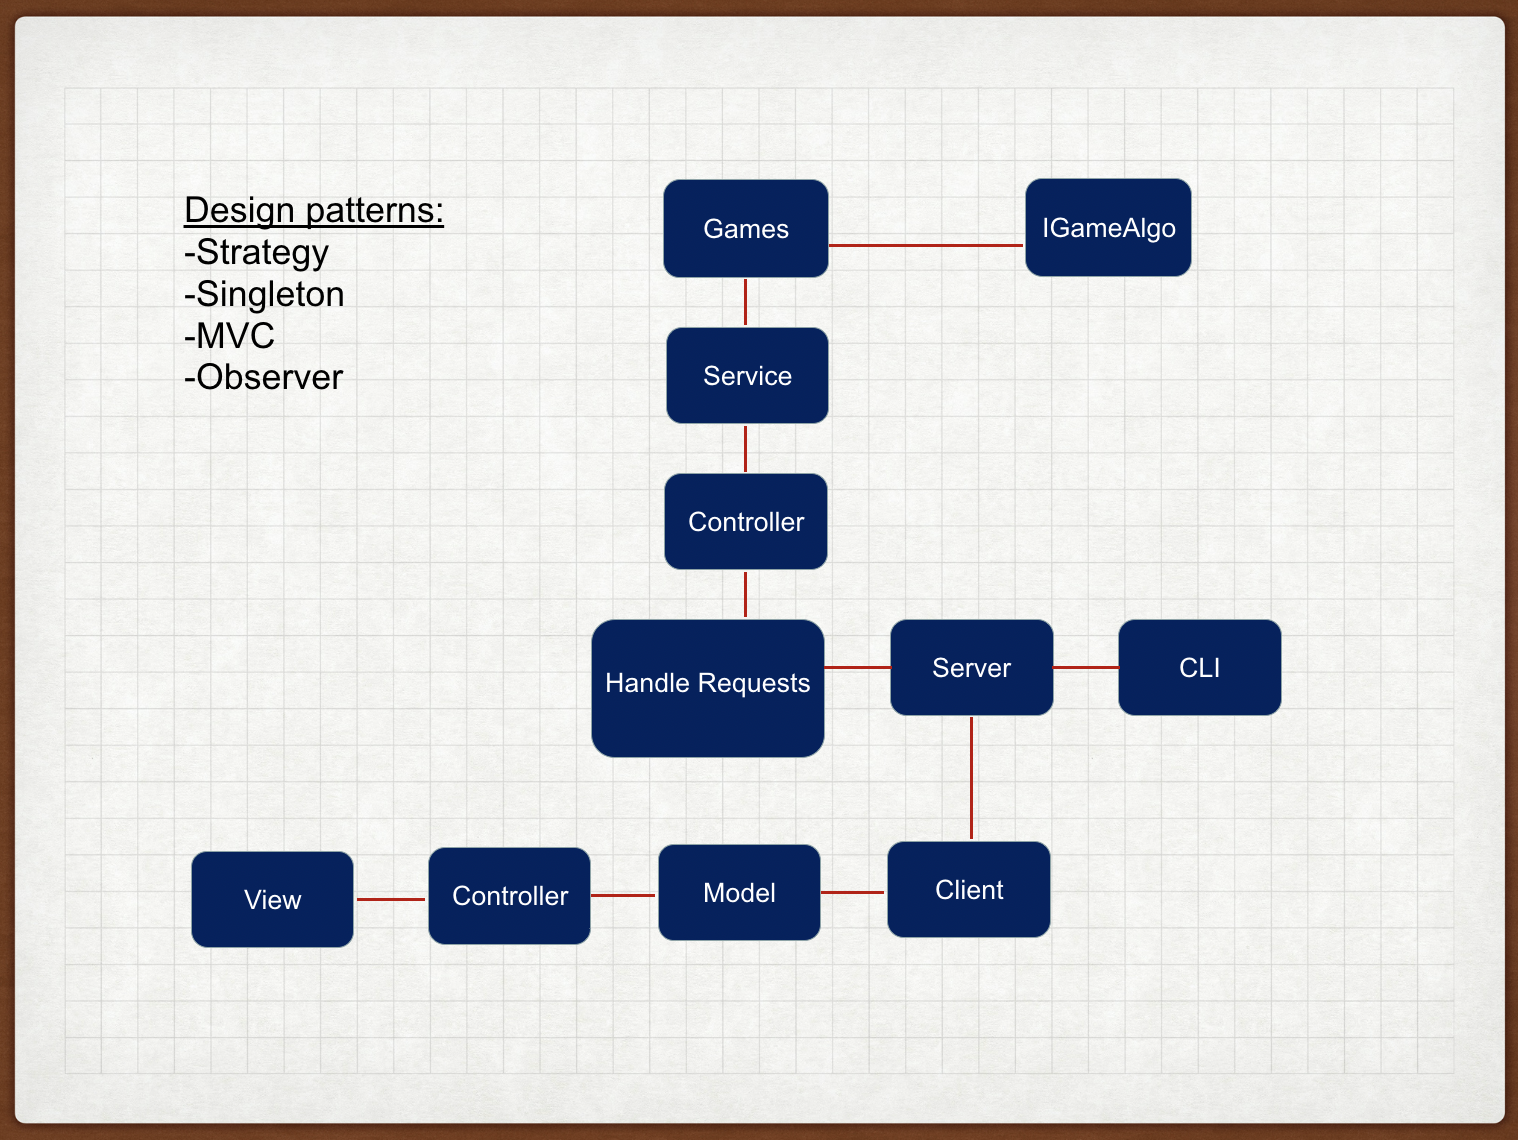 Design patterns:
-Strategy
-Singleton
-MVC
-Observer
Games
IGameAlgo
Service
Controller
Handle Requests
Server
CLI
View
Controller
Model
Client